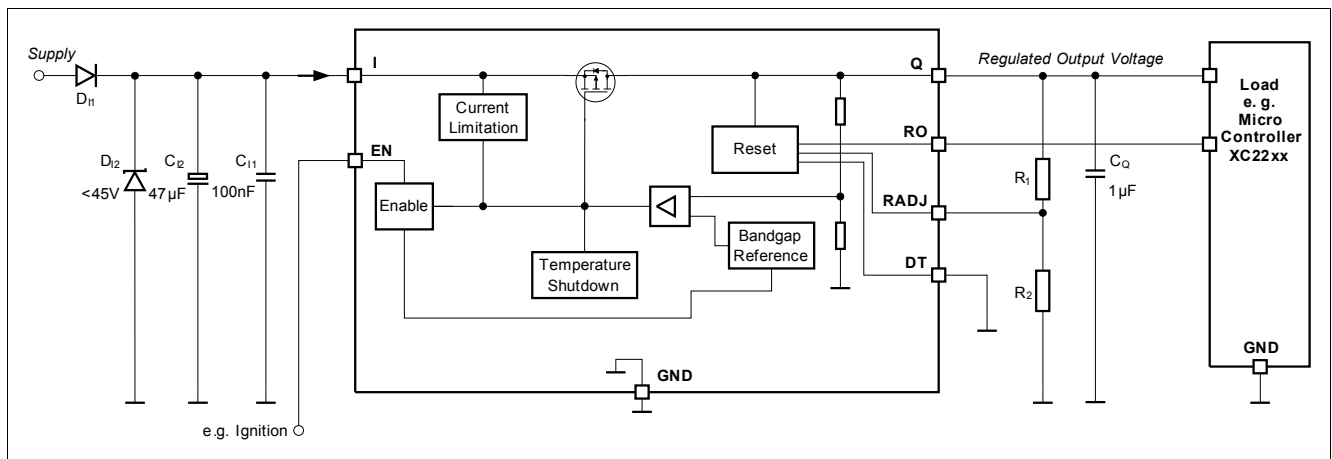 Supply
D_I1
D_I2
<45V
C_I2
47µF
C_I1
100nF
I
EN
e.g. Ignition
Current
Limitation
Enable
Temperature
Shutdown
Bandgap
Reference
Reset
GND
Q
RO
RADJ
DT
Regulated Output Voltage
R_1
R_2
C_Q
1µF
Load
e. g.
Micro
Controller
XC22xx
GND